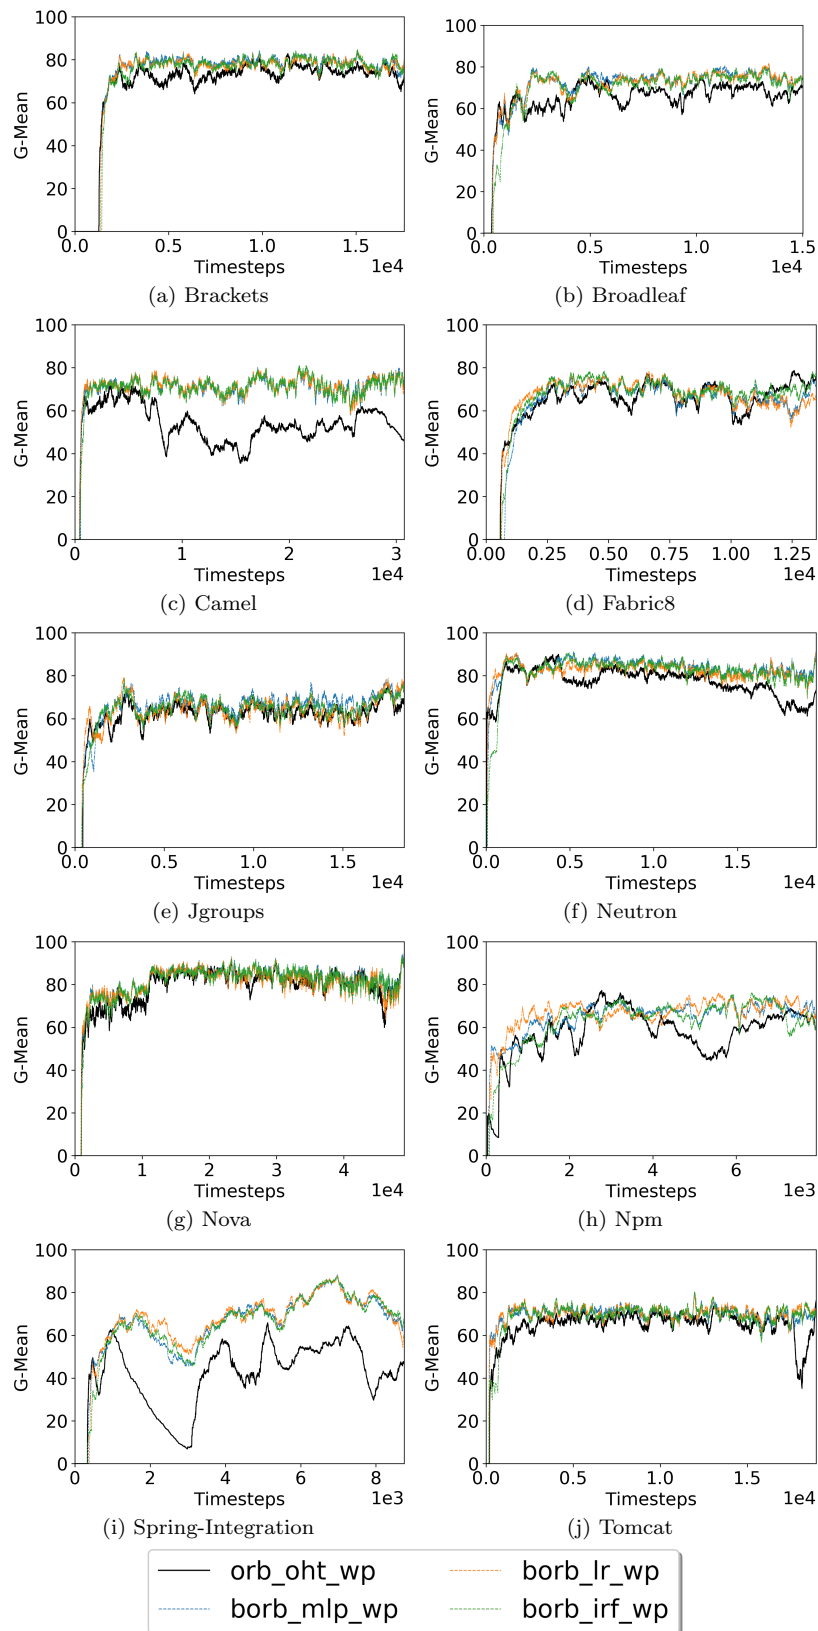 100
80
60
40
20
0
G-Mean
0.0 0.5 1.0 1.5
Timesteps 1e4
(a) Brackets
100
80
60
40
20
0
G-Mean
0.0 0.5 1.0 1.5
Timesteps 1e4
(b) Broadleaf
100
80
60
40
20
0
G-Mean
0 1 2 3
Timesteps 1e4
(c) Camel
100
80
60
40
20
0
G-Mean
0.00 0.25 0.50 0.75 1.00 1.25
Timesteps 1e4
(d) Fabric8
100
80
60
40
20
0
G-Mean
0.0 0.5 1.0 1.5
Timesteps 1e4
(e) Jgroups
100
80
60
40
20
0
G-Mean
0.0 0.5 1.0 1.5
Timesteps 1e4
(f) Neutron
100
80
60
40
20
0
G-Mean
0 1 2 3 4
Timesteps 1e4
(g) Nova
100
80
60
40
20
0
G-Mean
0 2 4 6
Timesteps 1e3
(h) Npm
100
80
60
40
20
0
G-Mean
0 2 4 6 8
Timesteps 1e3
(i) Spring-Integration
100
80
60
40
20
0
G-Mean
0.0 0.5 1.0 1.5
Timesteps 1e4
(j) Tomcat
orb_oht_wp borb_lr_wp
borb_mlp_wp borb_irf_wp